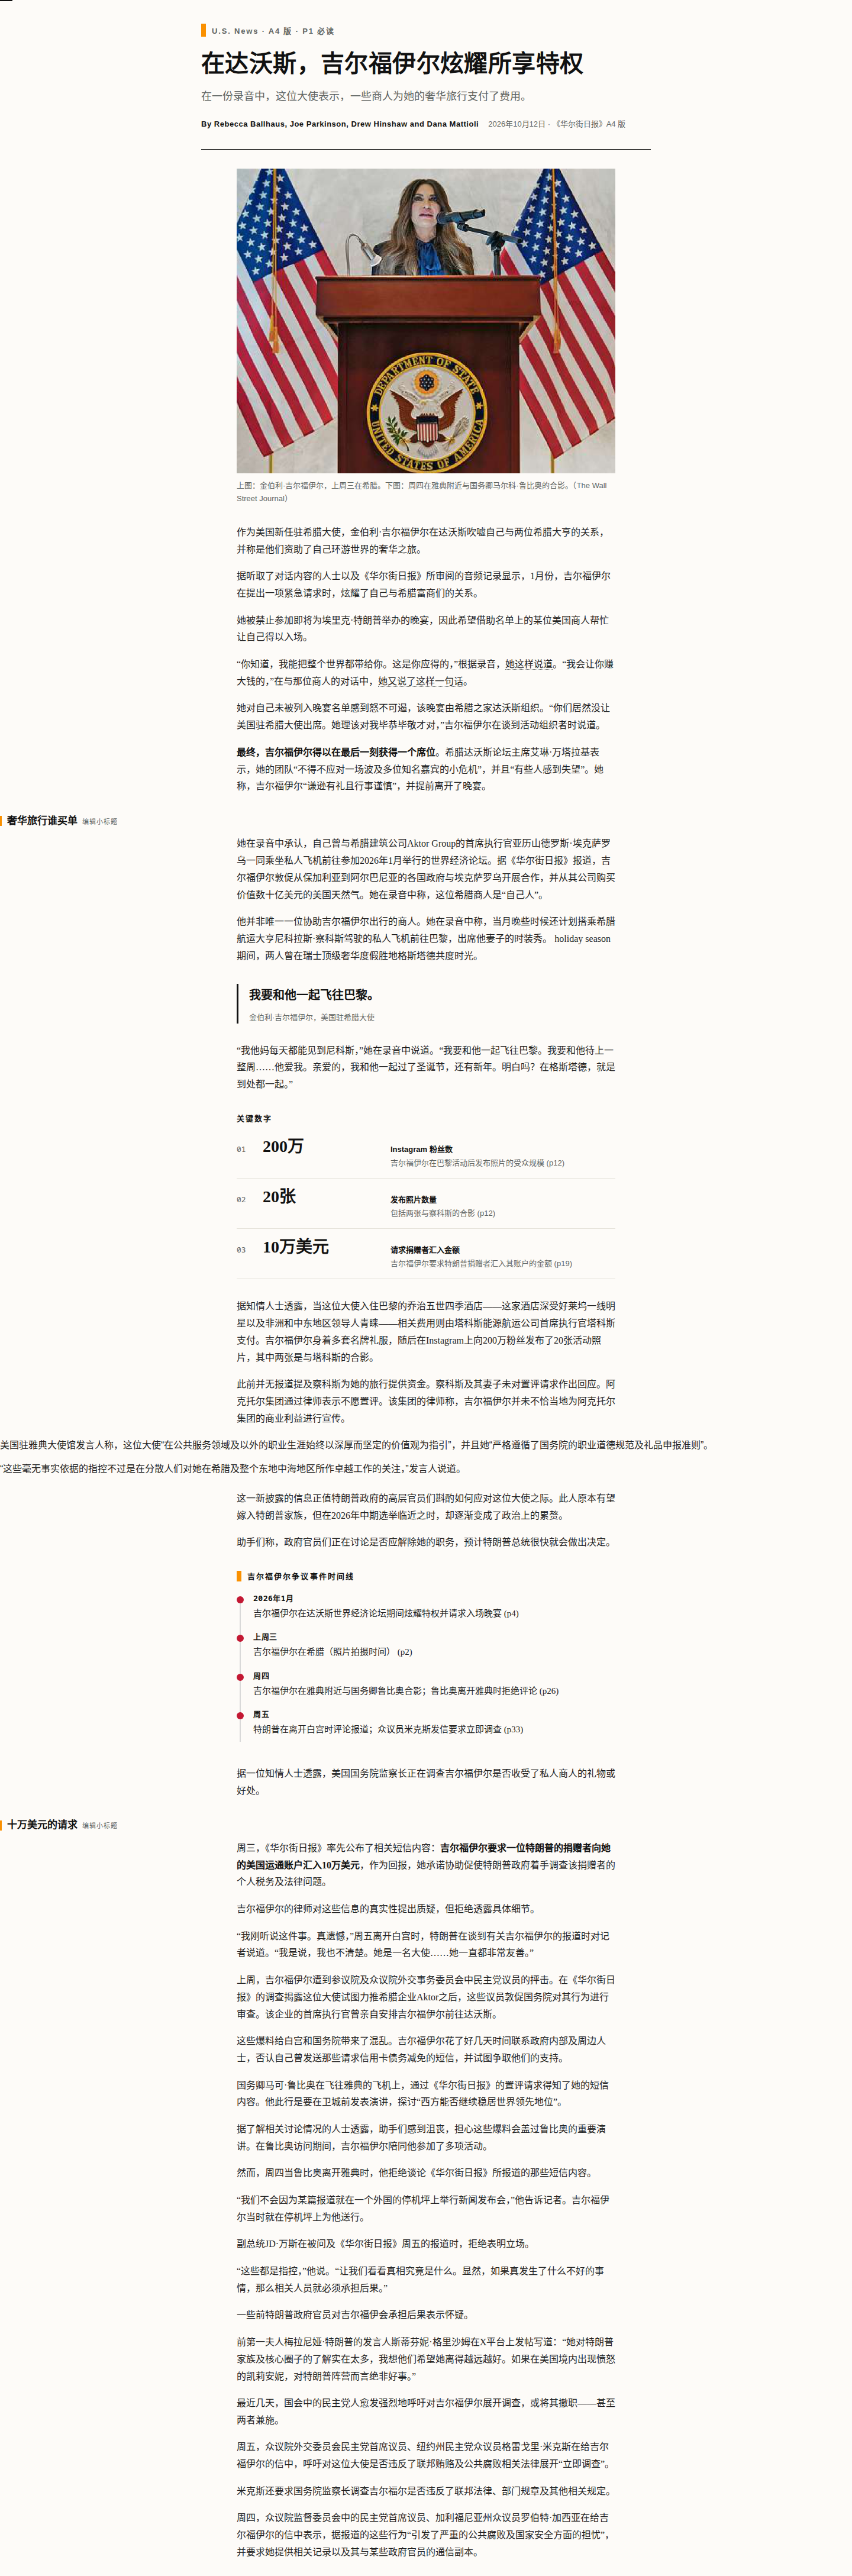 U.S. News · A4 版 · P1 必读
在达沃斯，吉尔福伊尔炫耀所享特权
在一份录音中，这位大使表示，一些商人为她的奢华旅行支付了费用。
By Rebecca Ballhaus, Joe Parkinson, Drew Hinshaw and Dana Mattioli 2026年10月12日 · 《华尔街日报》A4 版
DEPARTMENT OF STATE
UNITED STATES OF AMERICA
上图：金伯利·吉尔福伊尔，上周三在希腊。下图：周四在雅典附近与国务卿马尔科·鲁比奥的合影。（The Wall
Street Journal）
作为美国新任驻希腊大使，金伯利·吉尔福伊尔在达沃斯吹嘘自己与两位希腊大亨的关系，
并称是他们资助了自己环游世界的奢华之旅。
据听取了对话内容的人士以及《华尔街日报》所审阅的音频记录显示，1月份，吉尔福伊尔
在提出一项紧急请求时，炫耀了自己与希腊富商们的关系。
她被禁止参加即将为埃里克·特朗普举办的晚宴，因此希望借助名单上的某位美国商人帮忙
让自己得以入场。
“你知道，我能把整个世界都带给你。这是你应得的，”根据录音，她这样说道。“我会让你赚
大钱的，”在与那位商人的对话中，她又说了这样一句话。
她对自己未被列入晚宴名单感到怒不可遏，该晚宴由希腊之家达沃斯组织。“你们居然没让
美国驻希腊大使出席。她理该对我毕恭毕敬才对，”吉尔福伊尔在谈到活动组织者时说道。
最终，吉尔福伊尔得以在最后一刻获得一个席位。希腊达沃斯论坛主席艾琳·万塔拉基表
示，她的团队“不得不应对一场波及多位知名嘉宾的小危机”，并且“有些人感到失望”。她
称，吉尔福伊尔“谦逊有礼且行事谨慎”，并提前离开了晚宴。
奢华旅行谁买单 编辑小标题
她在录音中承认，自己曾与希腊建筑公司Aktor Group的首席执行官亚历山德罗斯·埃克萨罗
乌一同乘坐私人飞机前往参加2026年1月举行的世界经济论坛。据《华尔街日报》报道，吉
尔福伊尔敦促从保加利亚到阿尔巴尼亚的各国政府与埃克萨罗乌开展合作，并从其公司购买
价值数十亿美元的美国天然气。她在录音中称，这位希腊商人是“自己人”。
他并非唯一一位协助吉尔福伊尔出行的商人。她在录音中称，当月晚些时候还计划搭乘希腊
航运大亨尼科拉斯·察科斯驾驶的私人飞机前往巴黎，出席他妻子的时装秀。 holiday season
期间，两人曾在瑞士顶级奢华度假胜地格斯塔德共度时光。
我要和他一起飞往巴黎。
金伯利·吉尔福伊尔，美国驻希腊大使
“我他妈每天都能见到尼科斯，”她在录音中说道。“我要和他一起飞往巴黎。我要和他待上一
整周……他爱我。亲爱的，我和他一起过了圣诞节，还有新年。明白吗？在格斯塔德，就是
到处都一起。”
关键数字
01 200万 Instagram 粉丝数
吉尔福伊尔在巴黎活动后发布照片的受众规模 (p12)
02 20张 发布照片数量
包括两张与察科斯的合影 (p12)
03 10万美元 请求捐赠者汇入金额
吉尔福伊尔要求特朗普捐赠者汇入其账户的金额 (p19)
据知情人士透露，当这位大使入住巴黎的乔治五世四季酒店——这家酒店深受好莱坞一线明
星以及非洲和中东地区领导人青睐——相关费用则由塔科斯能源航运公司首席执行官塔科斯
支付。吉尔福伊尔身着多套名牌礼服，随后在Instagram上向200万粉丝发布了20张活动照
片，其中两张是与塔科斯的合影。
此前并无报道提及察科斯为她的旅行提供资金。察科斯及其妻子未对置评请求作出回应。阿
克托尔集团通过律师表示不愿置评。该集团的律师称，吉尔福伊尔并未不恰当地为阿克托尔
集团的商业利益进行宣传。
美国驻雅典大使馆发言人称，这位大使“在公共服务领域及以外的职业生涯始终以深厚而坚定的价值观为指引”，并且她“严格遵循了国务院的职业道德规范及礼品申报准则”。
“这些毫无事实依据的指控不过是在分散人们对她在希腊及整个东地中海地区所作卓越工作的关注，”发言人说道。
这一新披露的信息正值特朗普政府的高层官员们斟酌如何应对这位大使之际。此人原本有望
嫁入特朗普家族，但在2026年中期选举临近之时，却逐渐变成了政治上的累赘。
助手们称，政府官员们正在讨论是否应解除她的职务，预计特朗普总统很快就会做出决定。
吉尔福伊尔争议事件时间线
2026年1月
吉尔福伊尔在达沃斯世界经济论坛期间炫耀特权并请求入场晚宴 (p4)
上周三
吉尔福伊尔在希腊（照片拍摄时间） (p2)
周四
吉尔福伊尔在雅典附近与国务卿鲁比奥合影；鲁比奥离开雅典时拒绝评论 (p26)
周五
特朗普在离开白宫时评论报道；众议员米克斯发信要求立即调查 (p33)
据一位知情人士透露，美国国务院监察长正在调查吉尔福伊尔是否收受了私人商人的礼物或
好处。
十万美元的请求 编辑小标题
周三，《华尔街日报》率先公布了相关短信内容：吉尔福伊尔要求一位特朗普的捐赠者向她
的美国运通账户汇入10万美元，作为回报，她承诺协助促使特朗普政府着手调查该捐赠者的
个人税务及法律问题。
吉尔福伊尔的律师对这些信息的真实性提出质疑，但拒绝透露具体细节。
“我刚听说这件事。真遗憾，”周五离开白宫时，特朗普在谈到有关吉尔福伊尔的报道时对记
者说道。“我是说，我也不清楚。她是一名大使……她一直都非常友善。”
上周，吉尔福伊尔遭到参议院及众议院外交事务委员会中民主党议员的抨击。在《华尔街日
报》的调查揭露这位大使试图力推希腊企业Aktor之后，这些议员敦促国务院对其行为进行
审查。该企业的首席执行官曾亲自安排吉尔福伊尔前往达沃斯。
这些爆料给白宫和国务院带来了混乱。吉尔福伊尔花了好几天时间联系政府内部及周边人
士，否认自己曾发送那些请求信用卡债务减免的短信，并试图争取他们的支持。
国务卿马可·鲁比奥在飞往雅典的飞机上，通过《华尔街日报》的置评请求得知了她的短信
内容。他此行是要在卫城前发表演讲，探讨“西方能否继续稳居世界领先地位”。
据了解相关讨论情况的人士透露，助手们感到沮丧，担心这些爆料会盖过鲁比奥的重要演
讲。在鲁比奥访问期间，吉尔福伊尔陪同他参加了多项活动。
然而，周四当鲁比奥离开雅典时，他拒绝谈论《华尔街日报》所报道的那些短信内容。
“我们不会因为某篇报道就在一个外国的停机坪上举行新闻发布会，”他告诉记者。吉尔福伊
尔当时就在停机坪上为他送行。
副总统JD·万斯在被问及《华尔街日报》周五的报道时，拒绝表明立场。
“这些都是指控，”他说。“让我们看看真相究竟是什么。显然，如果真发生了什么不好的事
情，那么相关人员就必须承担后果。”
一些前特朗普政府官员对吉尔福伊会承担后果表示怀疑。
前第一夫人梅拉尼娅·特朗普的发言人斯蒂芬妮·格里沙姆在X平台上发帖写道：“她对特朗普
家族及核心圈子的了解实在太多，我想他们希望她离得越远越好。如果在美国境内出现愤怒
的凯莉安妮，对特朗普阵营而言绝非好事。”
最近几天，国会中的民主党人愈发强烈地呼吁对吉尔福伊尔展开调查，或将其撤职——甚至
两者兼施。
周五，众议院外交委员会民主党首席议员、纽约州民主党众议员格雷戈里·米克斯在给吉尔
福伊尔的信中，呼吁对这位大使是否违反了联邦贿赂及公共腐败相关法律展开“立即调查”。
米克斯还要求国务院监察长调查吉尔福尔是否违反了联邦法律、部门规章及其他相关规定。
周四，众议院监督委员会中的民主党首席议员、加利福尼亚州众议员罗伯特·加西亚在给吉
尔福伊尔的信中表示，据报道的这些行为“引发了严重的公共腐败及国家安全方面的担忧”，
并要求她提供相关记录以及其与某些政府官员的通信副本。